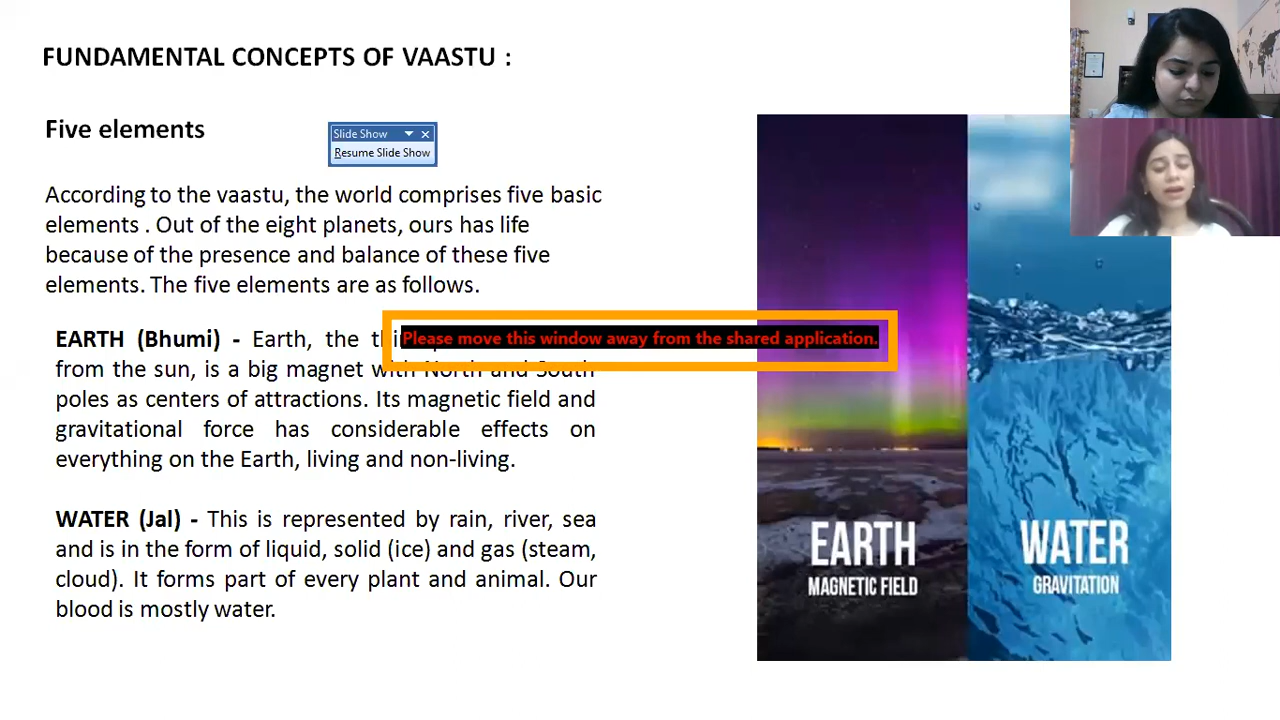 FUNDAMENTAL CONCEPTS OF VAASTU :
Five elements
Slide Show
Resume Slide Show
According to the vaastu, the world comprises five basic
elements . Out of the eight planets, ours has life
because of the presence and balance of these five
elements. The five elements are as follows.
EARTH (Bhumi) - Earth, the
Please move this window away from the shared application.
from the sun, is a big magnet with North and South
poles as centers of attractions. Its magnetic field and
gravitational force has considerable effects on
everything on the Earth, living and non-living.
WATER (Jal) - This is represented by rain, river, sea
and is in the form of liquid, solid (ice) and gas (steam,
cloud). It forms part of every plant and animal. Our
blood is mostly water.
EARTH
MAGNETIC FIELD
WATER
GRAVITATION